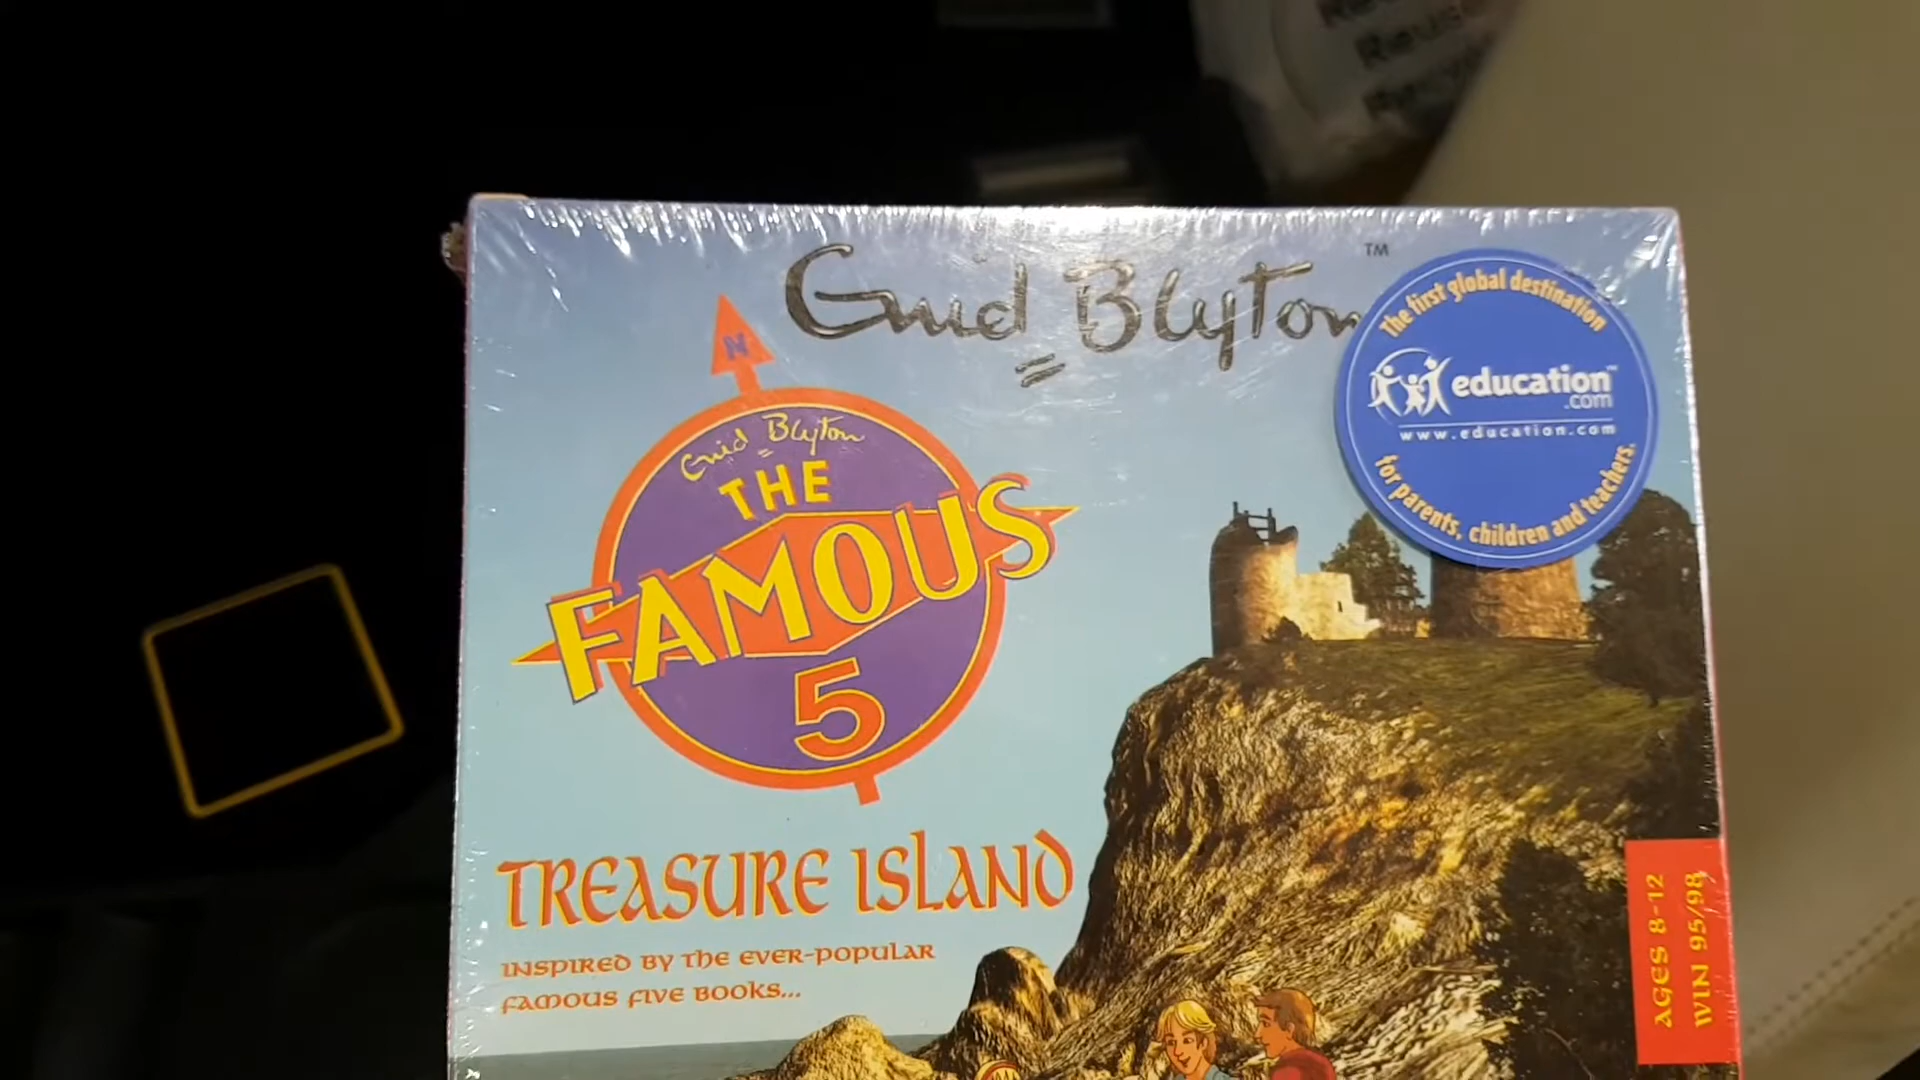 Enid Blyton™
The first global destination
education™
.com
www.education.com
for parents, children and teachers.
N
Enid Blyton
THE
FAMOUS
5
TREASURE ISLAND
INSPIRED BY THE EVER-POPULAR
FAMOUS FIVE BOOKS...
AGES 8-12
WIN 95/98